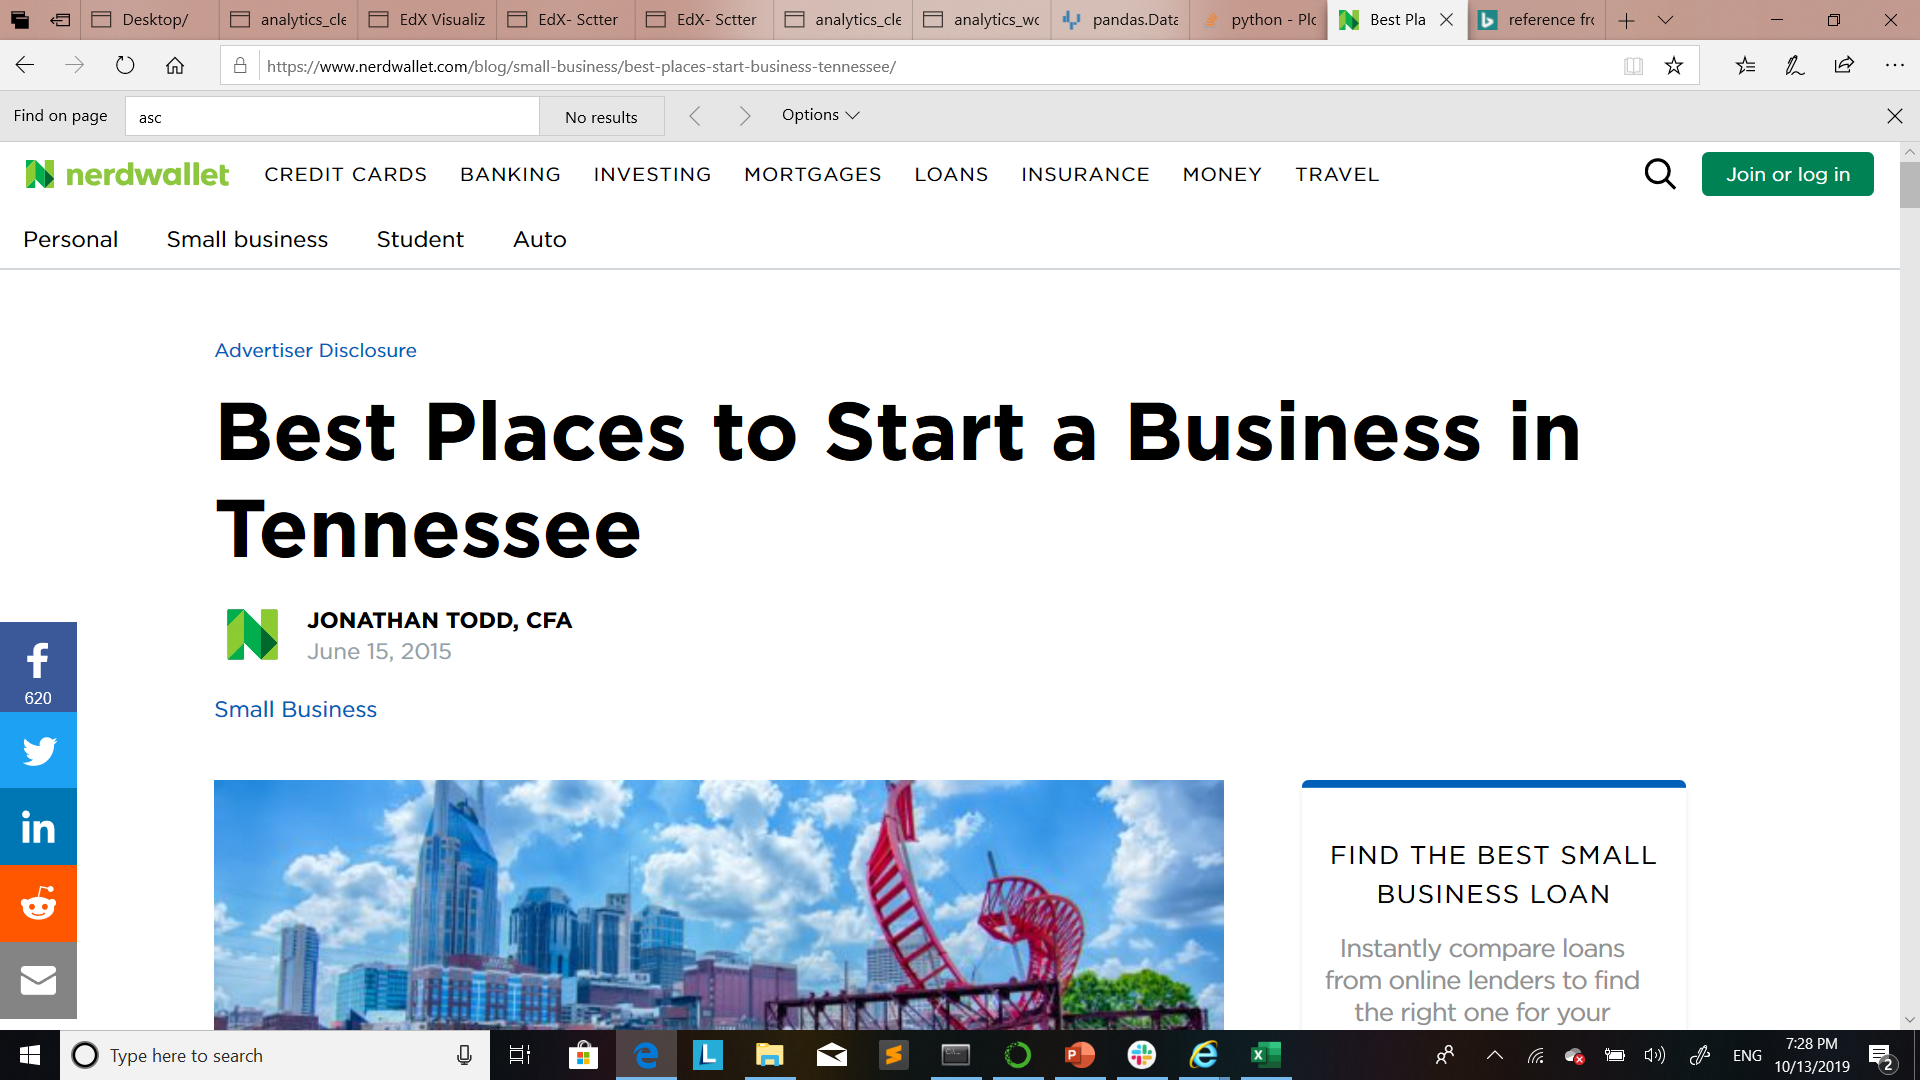 Desktop/
analytics_cle
EdX Visualiz
EdX- Sctter
EdX- Sctter
analytics_cle
analytics_wc
pandas.Data
python - Plc
Best Pla
reference fro
https://www.nerdwallet.com/blog/small-business/best-places-start-business-tennessee/
Find on page
asc
No results
Options
nerdwallet
CREDIT CARDS
BANKING
INVESTING
MORTGAGES
LOANS
INSURANCE
MONEY
TRAVEL
Join or log in
Personal
Small business
Student
Auto
Advertiser Disclosure
Best Places to Start a Business in
Tennessee
JONATHAN TODD, CFA
June 15, 2015
Small Business
620
FIND THE BEST SMALL
BUSINESS LOAN
Instantly compare loans
from online lenders to find
the right one for your
Type here to search
ENG
7:28 PM
10/13/2019
2